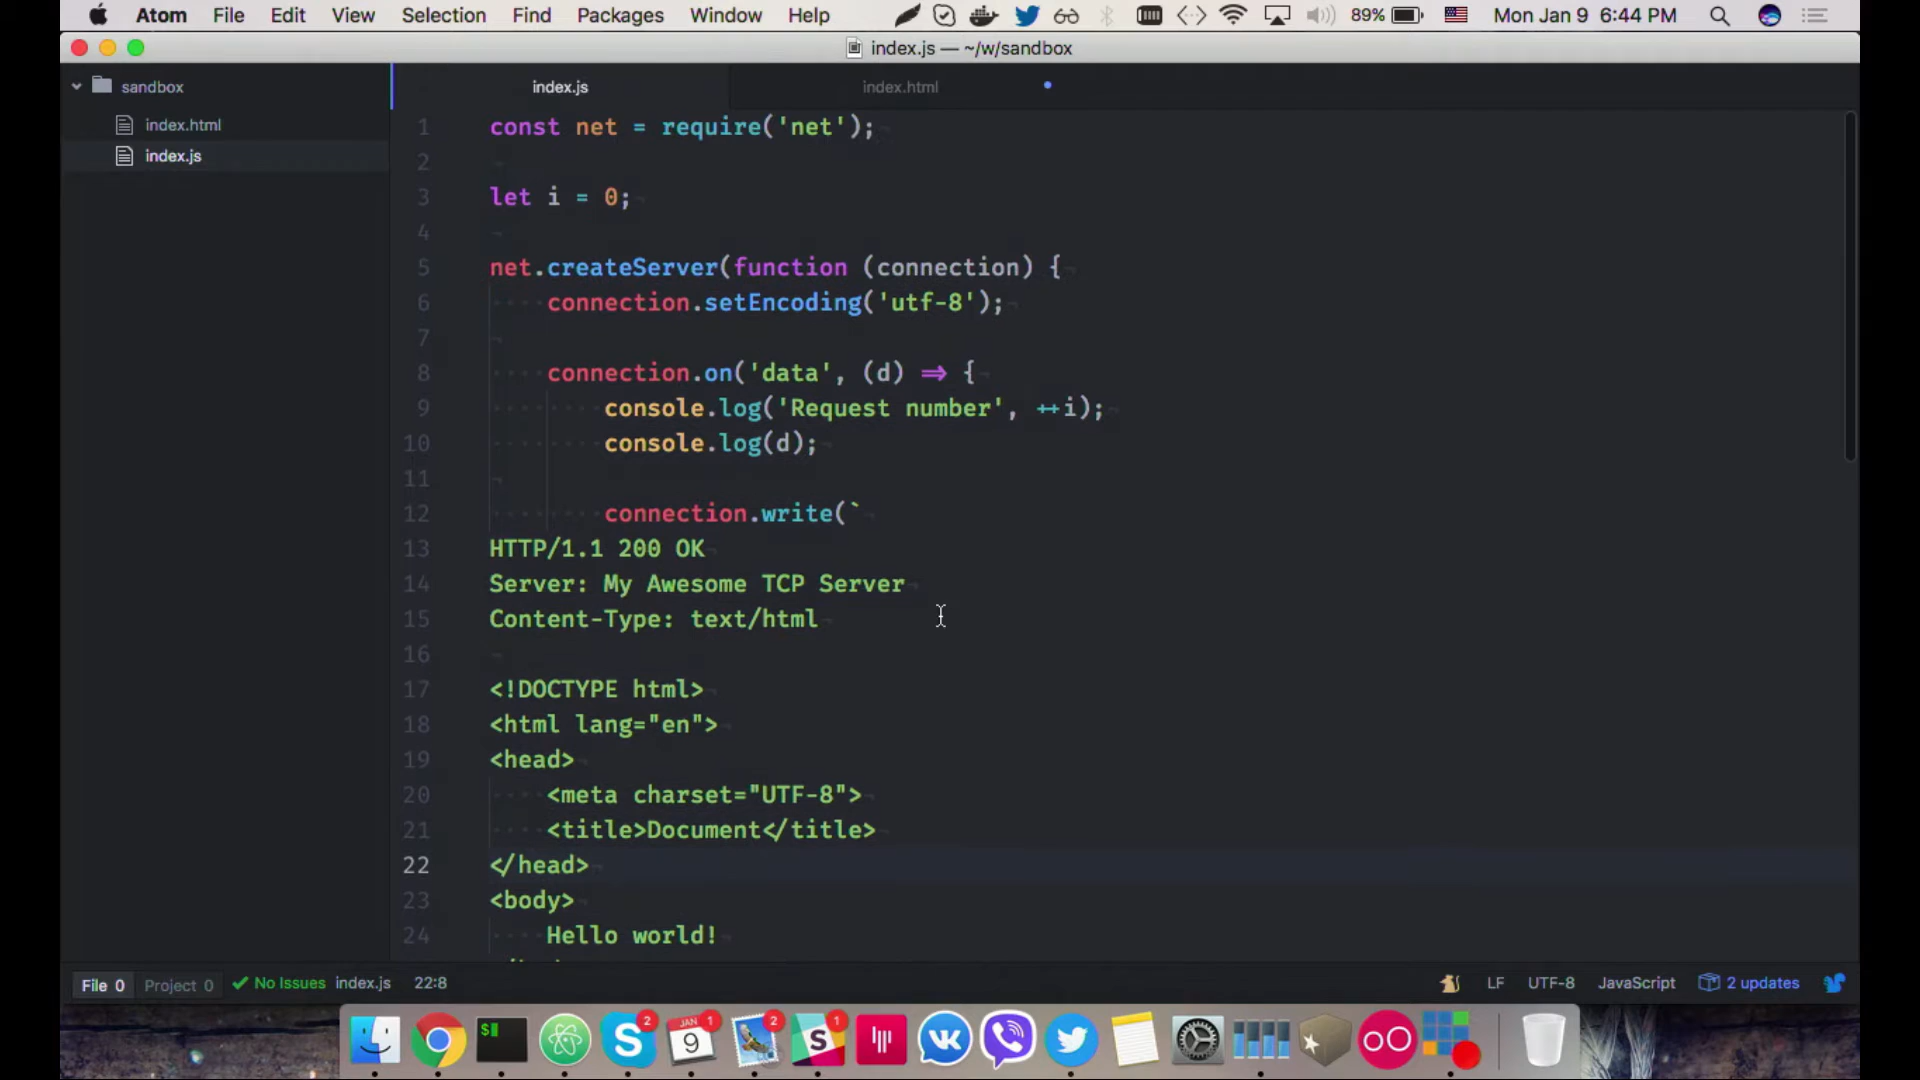 Atom File Edit View Selection Find Packages Window Help 89% Mon Jan 9 6:44 PM
index.js — ~/w/sandbox
sandbox
index.html
index.js
index.js index.html
1 const net = require('net');
2
3 let i = 0;
4
5 net.createServer(function (connection) {
6 connection.setEncoding('utf-8');
7
8 connection.on('data', (d) => {
9 console.log('Request number', ++i);
10 console.log(d);
11
12 connection.write(`
13 HTTP/1.1 200 OK
14 Server: My Awesome TCP Server
15 Content-Type: text/html
16
17 <!DOCTYPE html>
18 <html lang="en">
19 <head>
20 <meta charset="UTF-8">
21 <title>Document</title>
22 </head>
23 <body>
24 Hello world!
File 0 Project 0 No Issues index.js 22:8 LF UTF-8 JavaScript 2 updates
$ 2 JAN 9 1 2 1